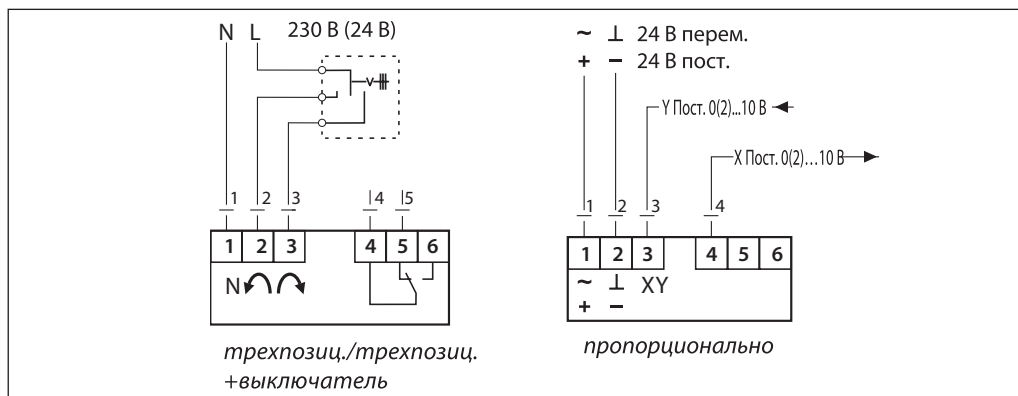 N L 230 В (24 В)
1 2 3 4 5
1 2 3 4 5 6
N
трехпозиц./трехпозиц.
+выключатель
~ ⊥ 24 В перем.
+ – 24 В пост.
Y Пост. 0(2)...10 В
X Пост. 0(2)…10 В
1 2 3 4
1 2 3 4 5 6
~ ⊥ XY
+ –
пропорционально